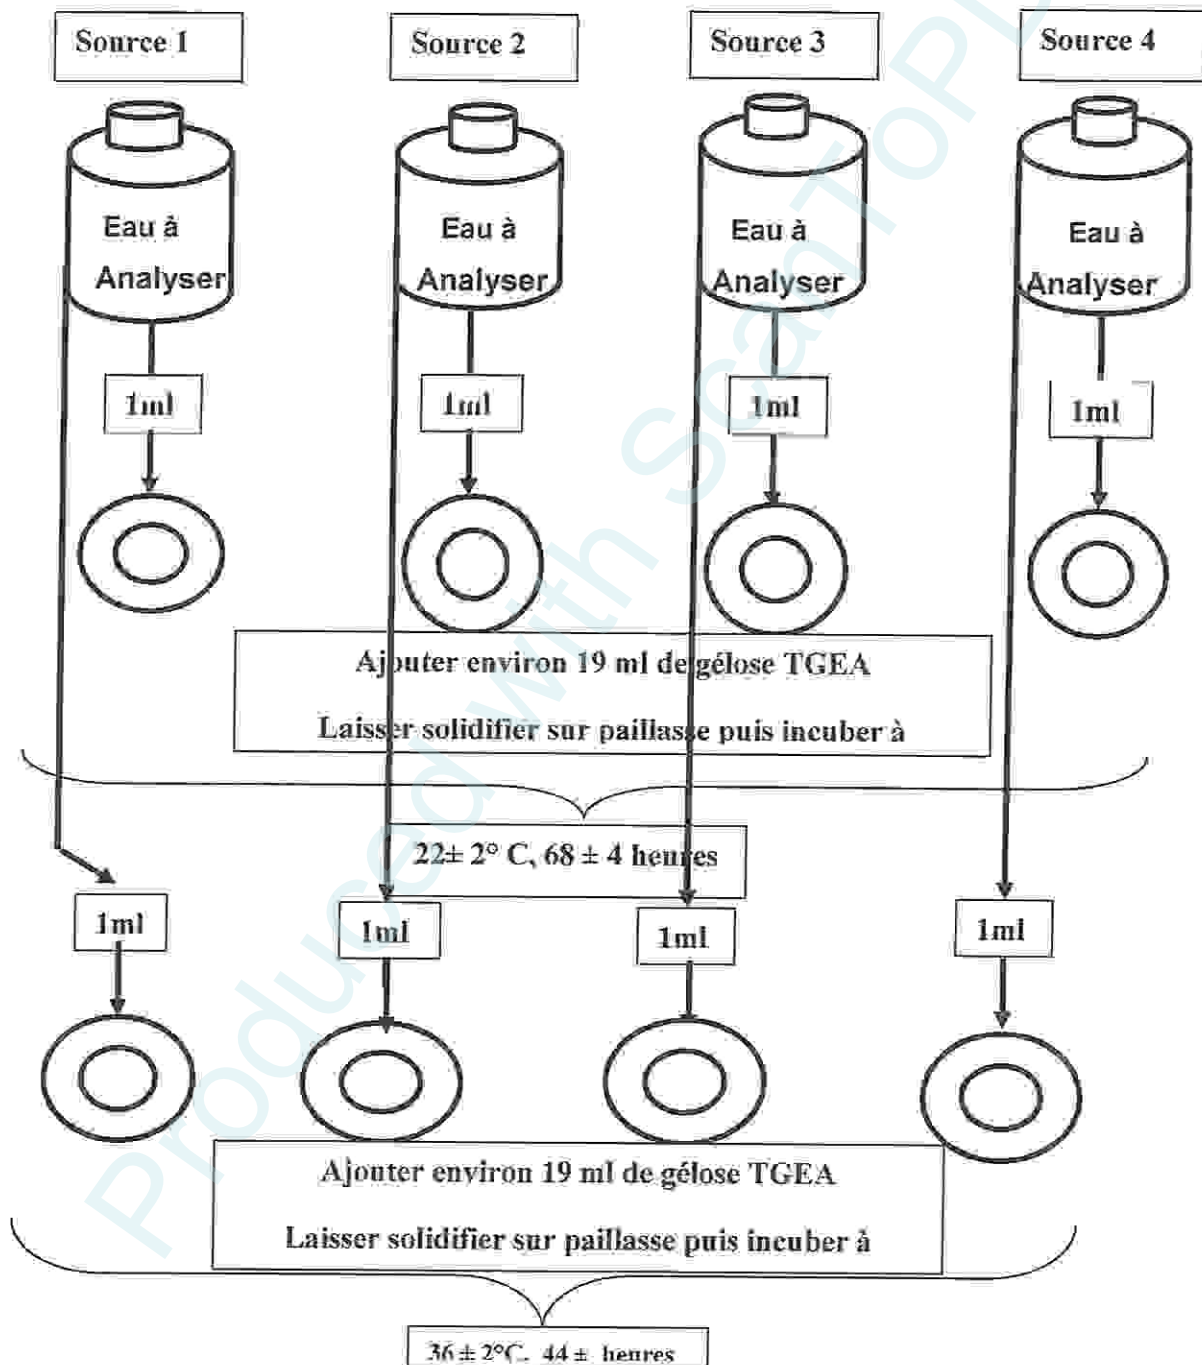 Source 1
Source 2
Source 3
Source 4
Eau à
Analyser
Eau à
Analyser
Eau à
Analyser
Eau à
Analyser
1ml
1ml
1ml
1ml
Ajouter environ 19 ml de gélose TGEA
Laisser solidifier sur paillasse puis incuber à
22± 2° C, 68 ± 4 heures
1ml
1ml
1ml
1ml
Ajouter environ 19 ml de gélose TGEA
Laisser solidifier sur paillasse puis incuber à
36 ± 2°C. 44 ± heures
Produced with ScanToPD